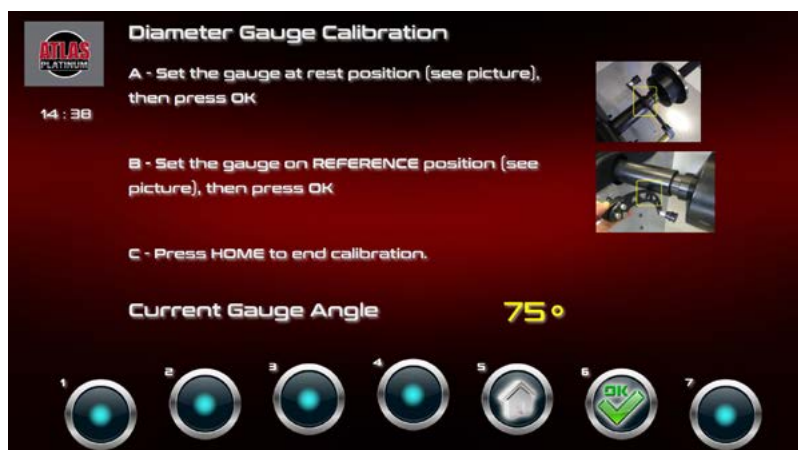 ATLAS
PLATINUM
14 : 38
Diameter Gauge Calibration
A - Set the gauge at rest position (see picture),
then press OK
B - Set the gauge on REFERENCE position (see
picture), then press OK
C - Press HOME to end calibration.
Current Gauge Angle
75°
1
2
3
4
5
6
7
OK